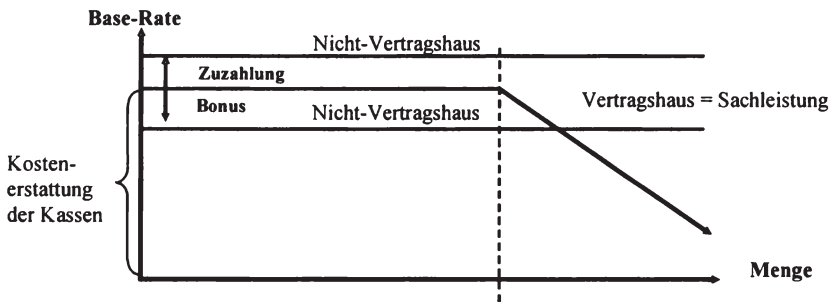 Base-Rate
Nicht-Vertragshaus
Zuzahlung
Bonus
Nicht-Vertragshaus
Vertragshaus = Sachleistung
Kosten-
erstattung
der Kassen
Menge